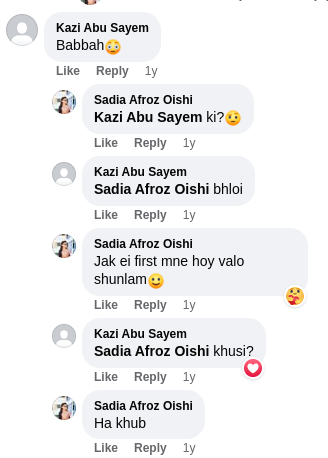 Kazi Abu Sayem
Babbah😳
Like Reply 1y
Sadia Afroz Oishi
Kazi Abu Sayem ki?🤨
Like Reply 1y
Kazi Abu Sayem
Sadia Afroz Oishi bhloi
Like Reply 1y
Sadia Afroz Oishi
Jak ei first mne hoy valo
shunlam🙂
Like Reply 1y
Kazi Abu Sayem
Sadia Afroz Oishi khusi?
Like Reply 1y
Sadia Afroz Oishi
Ha khub
Like Reply 1y